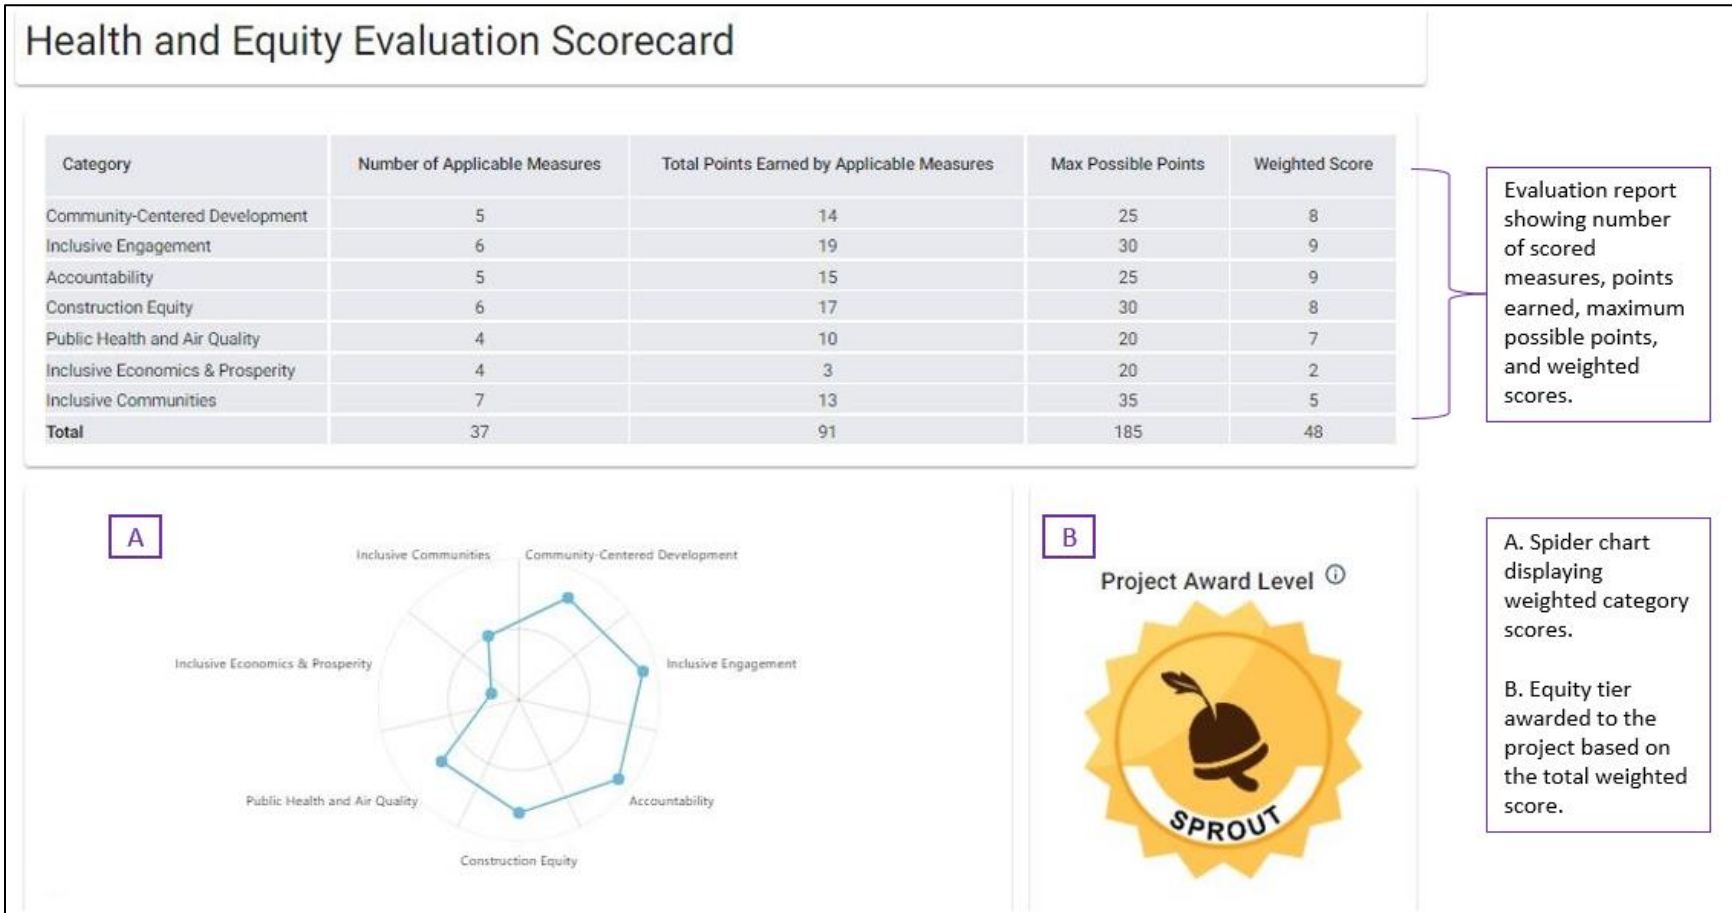 Health and Equity Evaluation Scorecard
Category Number of Applicable Measures Total Points Earned by Applicable Measures Max Possible Points Weighted Score
Community-Centered Development 5 14 25 8
Inclusive Engagement 6 19 30 9
Accountability 5 15 25 9
Construction Equity 6 17 30 8
Public Health and Air Quality 4 10 20 7
Inclusive Economics & Prosperity 4 3 20 2
Inclusive Communities 7 13 35 5
Total 37 91 185 48
Evaluation report
showing number
of scored
measures, points
earned, maximum
possible points,
and weighted
scores.
A
Inclusive Communities Community-Centered Development
Inclusive Economics & Prosperity Inclusive Engagement
Public Health and Air Quality Accountability
Construction Equity
B
Project Award Level
SPROUT
A. Spider chart
displaying
weighted category
scores.
B. Equity tier
awarded to the
project based on
the total weighted
score.